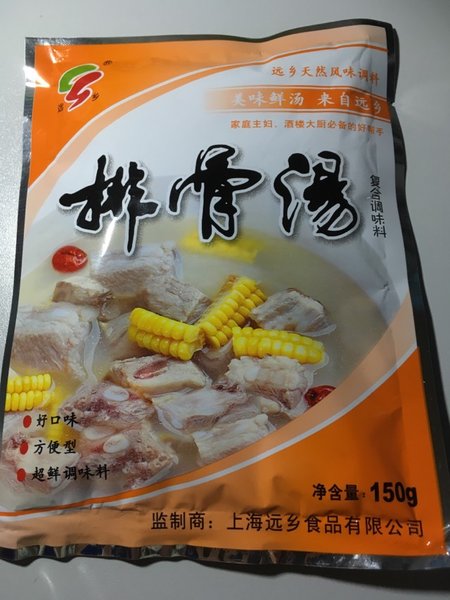 远乡
远乡天然风味调料
美味鲜汤 来自远乡
家庭主妇、酒楼大厨必备的好帮手
排骨汤
复合调味料
好口味
方便型
超鲜调味料
净含量:150g
监制商:上海远乡食品有限公司